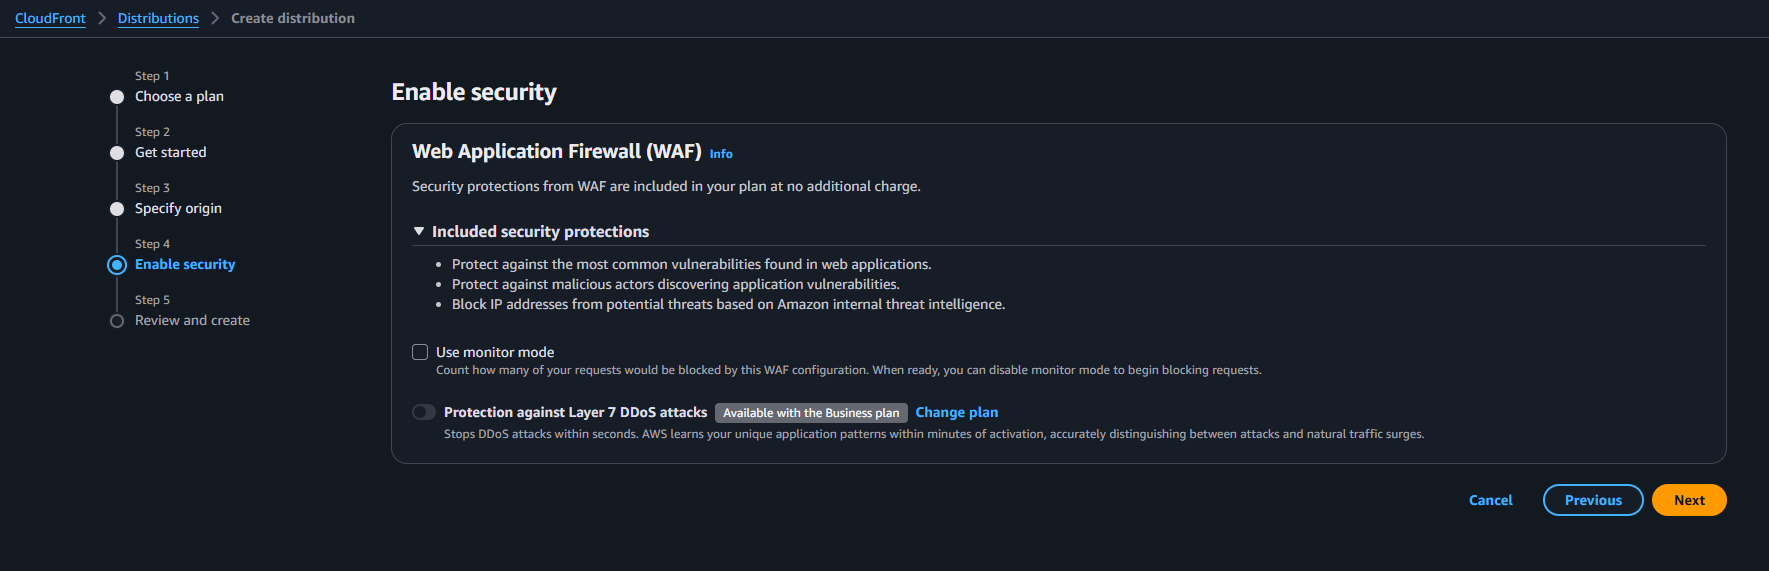 CloudFront > Distributions > Create distribution
Step 1
Choose a plan
Step 2
Get started
Step 3
Specify origin
Step 4
Enable security
Step 5
Review and create
Enable security
Web Application Firewall (WAF) Info
Security protections from WAF are included in your plan at no additional charge.
Included security protections
• Protect against the most common vulnerabilities found in web applications.
• Protect against malicious actors discovering application vulnerabilities.
• Block IP addresses from potential threats based on Amazon internal threat intelligence.
Use monitor mode
Count how many of your requests would be blocked by this WAF configuration. When ready, you can disable monitor mode to begin blocking requests.
Protection against Layer 7 DDoS attacks Available with the Business plan Change plan
Stops DDoS attacks within seconds. AWS learns your unique application patterns within minutes of activation, accurately distinguishing between attacks and natural traffic surges.
Cancel Previous Next